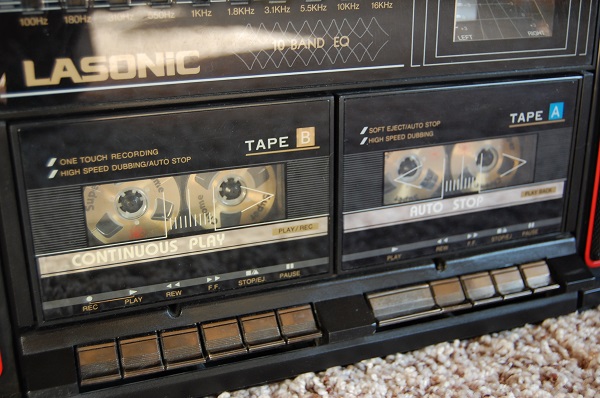 100Hz 180Hz 1KHz 1.8KHz 3.1KHz 5.5KHz 10KHz 16KHz
LASONIC
10 BAND EQ
LEFT RIGHT
TAPE B
ONE TOUCH RECORDING
HIGH SPEED DUBBING/AUTO STOP
CONTINUOUS PLAY
PLAY/REC
REC PLAY REW F.F. STOP/EJ PAUSE
TAPE A
SOFT EJECT/AUTO STOP
HIGH SPEED DUBBING
AUTO STOP
PLAY BACK
PLAY REW F.F. STOP/EJ PAUSE